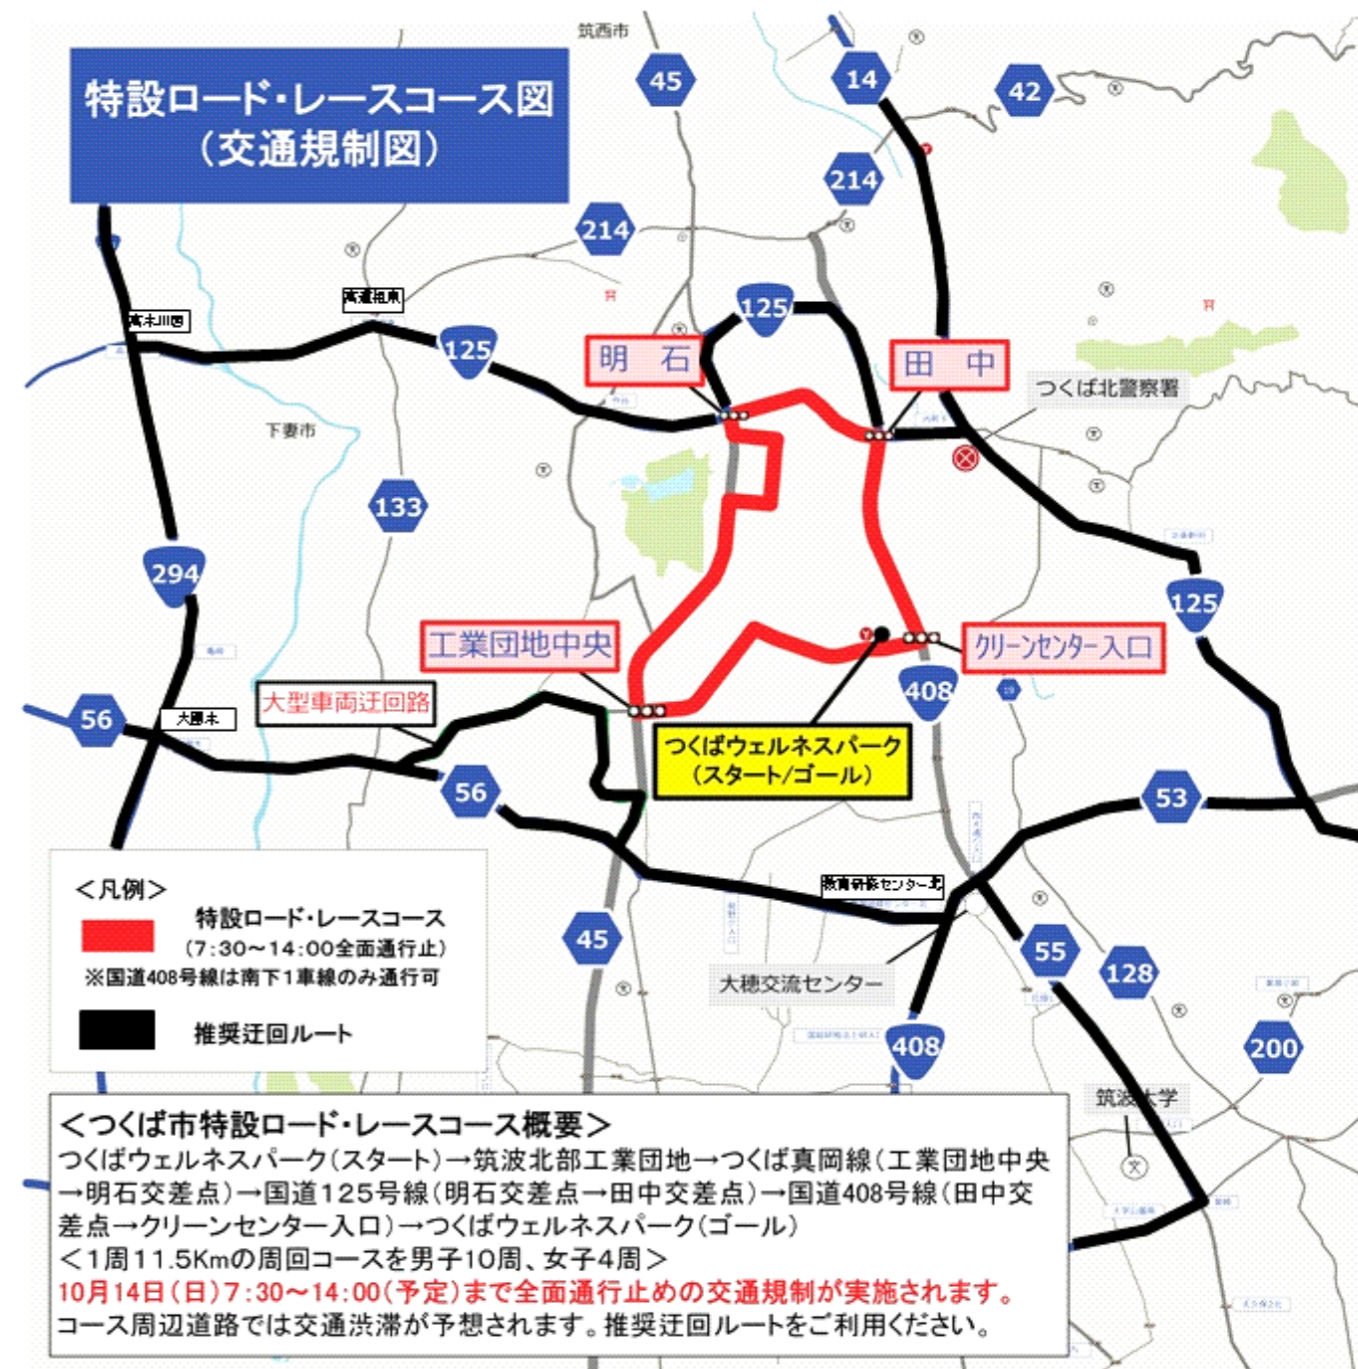 特設ロード・レースコース図
（交通規制図）
筑西市
45
14
42
214
214
125
高道祖東
125
明 石
田 中
つくば北警察署
下妻市
133
294
125
工業団地中央
クリーンセンター入口
408
19
大型車両迂回路
56
つくばウェルネスパーク
（スタート/ゴール）
56
53
教育研修センター北
45
55
128
大穂交流センター
200
408
筑波大学
＜凡例＞
特設ロード・レースコース
（7：30～14：00全面通行止）
※国道408号線は南下1車線のみ通行可
推奨迂回ルート
＜つくば市特設ロード・レースコース概要＞
つくばウェルネスパーク（スタート）→筑波北部工業団地→つくば真岡線（工業団地中央
→明石交差点）→国道125号線（明石交差点→田中交差点）→国道408号線（田中交
差点→クリーンセンター入口）→つくばウェルネスパーク（ゴール）
＜1周11.5Kmの周回コースを男子10周、女子4周＞
10月14日（日）7：30～14：00（予定）まで全面通行止めの交通規制が実施されます。
コース周辺道路では交通渋滞が予想されます。推奨迂回ルートをご利用ください。